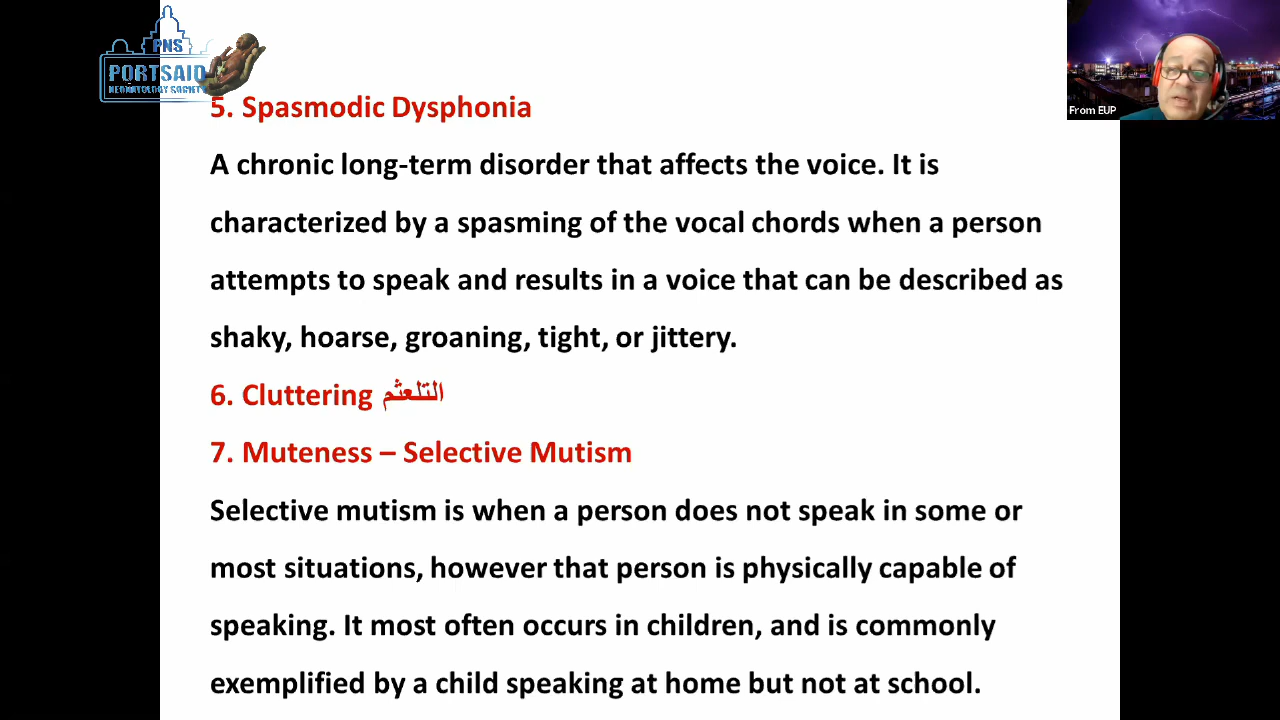 PNS
PORTSAID
NEONATOLOGY SOCIETY
From EUP
5. Spasmodic Dysphonia
A chronic long-term disorder that affects the voice. It is
characterized by a spasming of the vocal chords when a person
attempts to speak and results in a voice that can be described as
shaky, hoarse, groaning, tight, or jittery.
6. Cluttering التلعثم
7. Muteness – Selective Mutism
Selective mutism is when a person does not speak in some or
most situations, however that person is physically capable of
speaking. It most often occurs in children, and is commonly
exemplified by a child speaking at home but not at school.